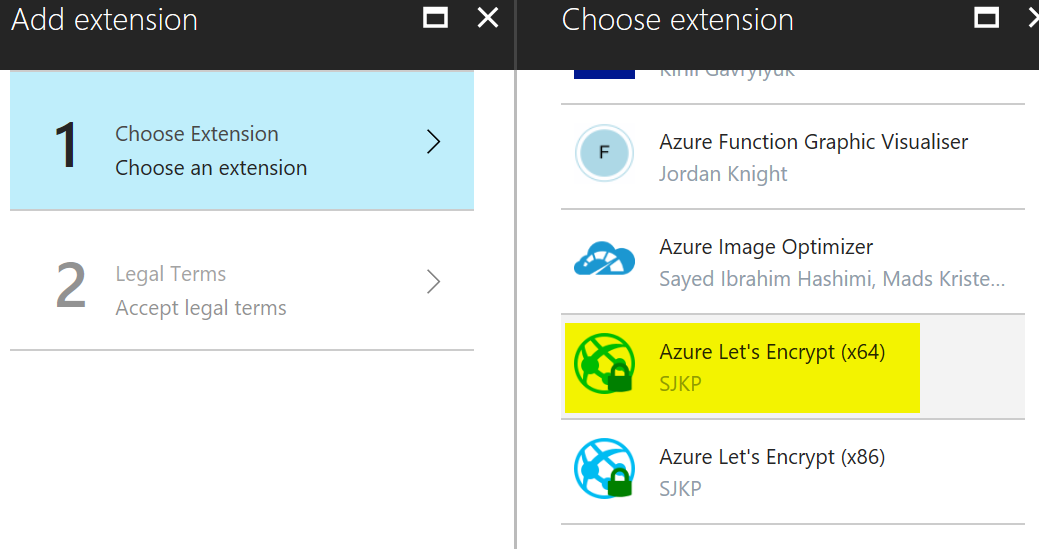 Add extension
1
Choose Extension
Choose an extension
2
Legal Terms
Accept legal terms
Choose extension
Kirill Gavrylyuk
F
Azure Function Graphic Visualiser
Jordan Knight
Azure Image Optimizer
Sayed Ibrahim Hashimi, Mads Kriste...
Azure Let's Encrypt (x64)
SJKP
Azure Let's Encrypt (x86)
SJKP